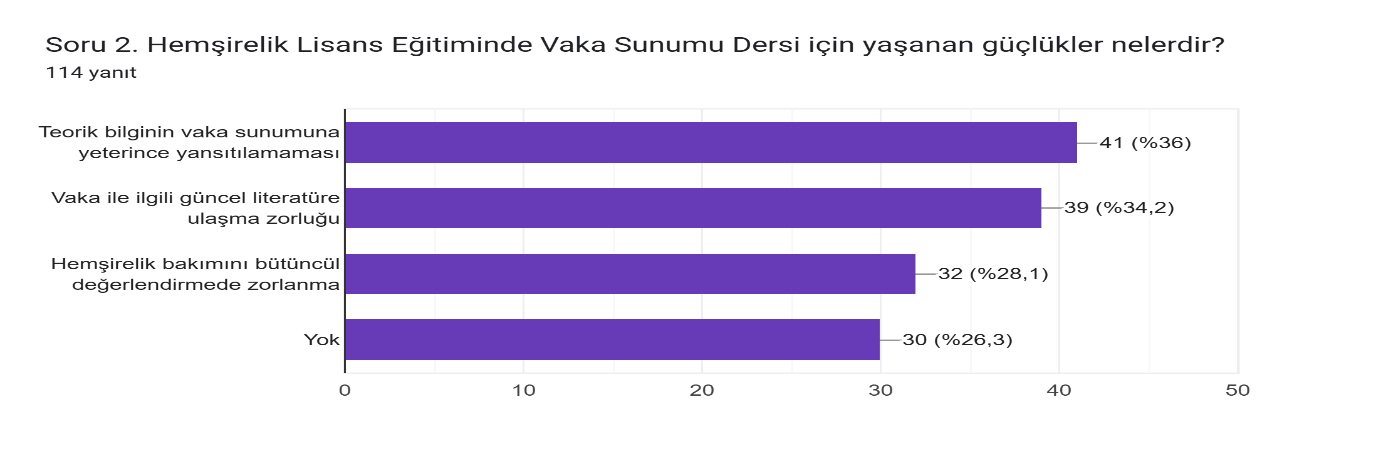 Soru 2. Hemşirelik Lisans Eğitiminde Vaka Sunumu Dersi için yaşanan güçlükler nelerdir?
114 yanıt
Teorik bilginin vaka sunumuna
yeterince yansıtılamaması
41 (%36)
Vaka ile ilgili güncel literatüre
ulaşma zorluğu
39 (%34,2)
Hemşirelik bakımını bütüncül
değerlendirmede zorlanma
32 (%28,1)
Yok
30 (%26,3)
0 10 20 30 40 50